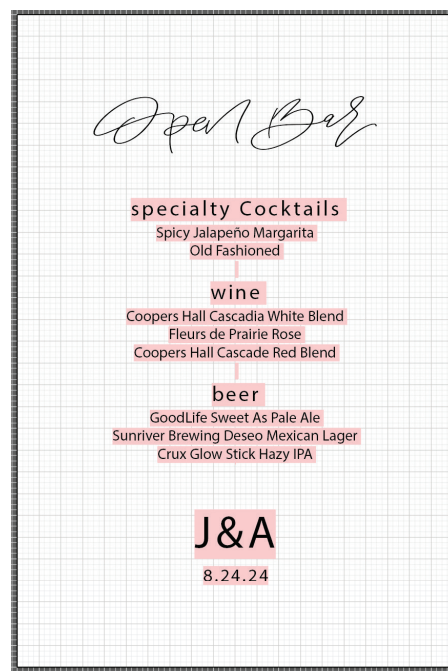 Open Bar
specialty Cocktails
Spicy Jalapeño Margarita
Old Fashioned
wine
Coopers Hall Cascadia White Blend
Fleurs de Prairie Rose
Coopers Hall Cascade Red Blend
beer
GoodLife Sweet As Pale Ale
Sunriver Brewing Deseo Mexican Lager
Crux Glow Stick Hazy IPA
J&A
8.24.24